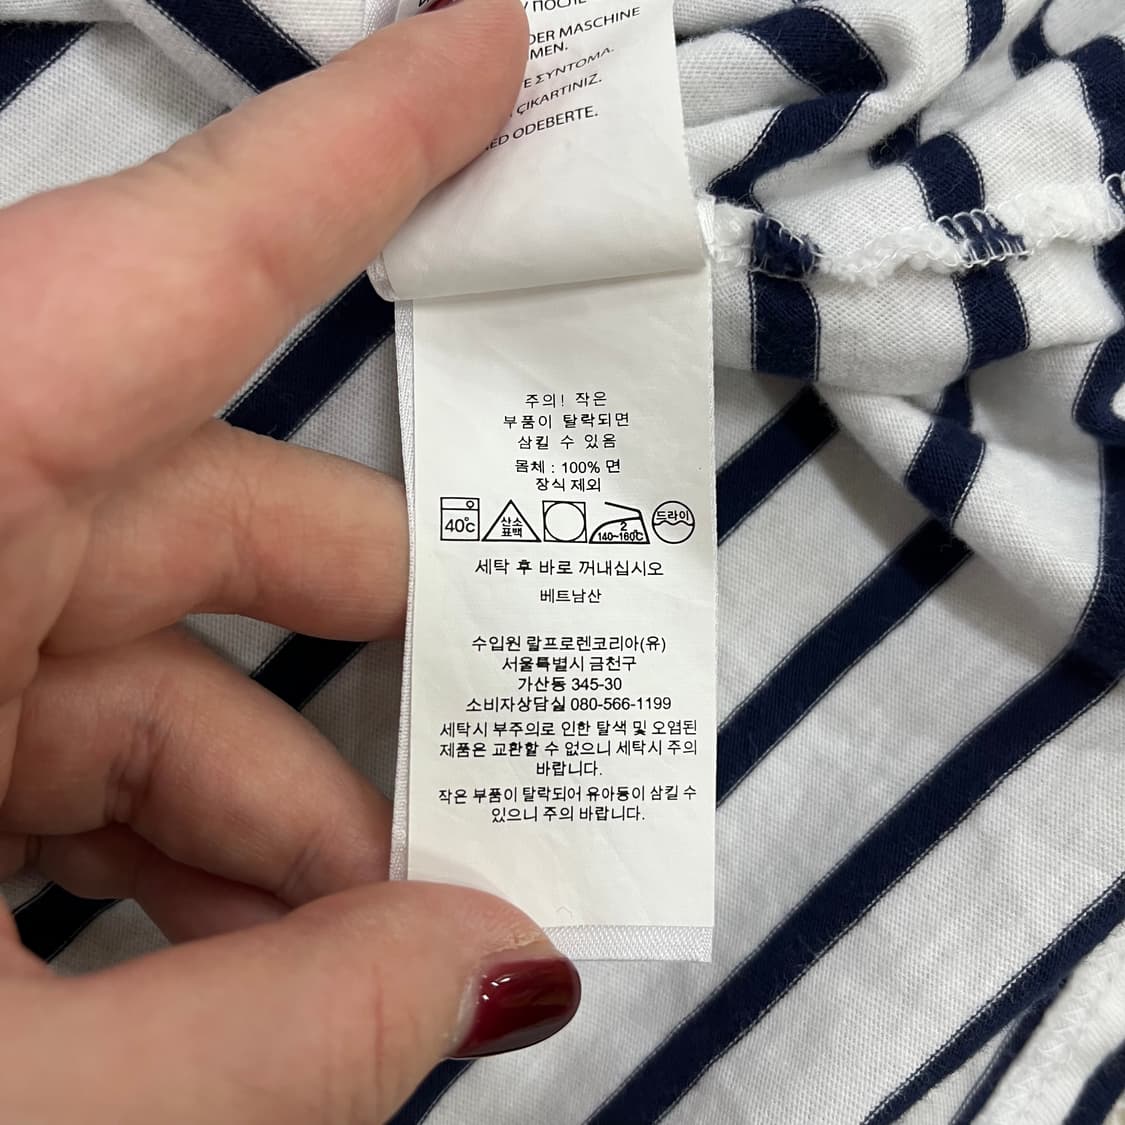 ПОСЛЕ
DER MASCHINE
ΣΥΝΤΟΜΑ.
ÇIKARTINIZ.
ODEBERTE.
주의! 작은
부품이 탈락되면
삼킬 수 있음
몸체 : 100% 면
장식 제외
40℃ 산소 표백 2 140~160℃ 드라이
세탁 후 바로 꺼내십시오
베트남산
수입원 랄프로렌코리아(유)
서울특별시 금천구
가산동 345-30
소비자상담실 080-566-1199
세탁시 부주의로 인한 탈색 및 오염된
제품은 교환할 수 없으니 세탁시 주의
바랍니다.
작은 부품이 탈락되어 유아등이 삼킬 수
있으니 주의 바랍니다.